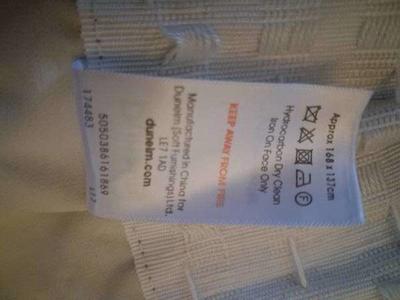 Approx 168 x 137cm
Hydrocarbon Dry Clean
Iron On Face Only
KEEP AWAY FROM FIRE
Manufactured in China for
Dunelm (Soft Furnishings) Ltd.
LE7 1AD
dunelm.com
5050386161869
174483